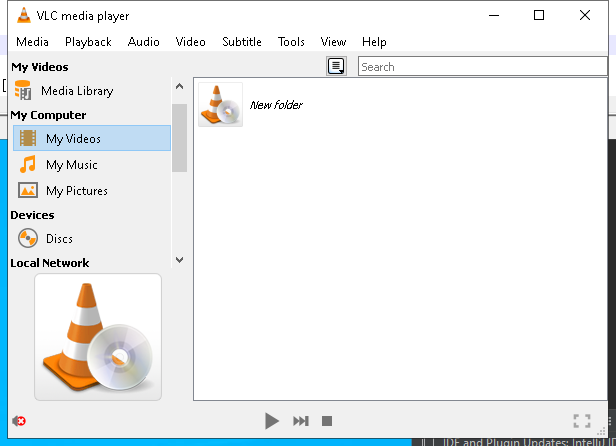 VLC media player
Media Playback Audio Video Subtitle Tools View Help
My Videos
Search
Media Library
My Computer
My Videos
My Music
My Pictures
Devices
Discs
Local Network
New folder
IDE and Plugin Updates: IntelliJ